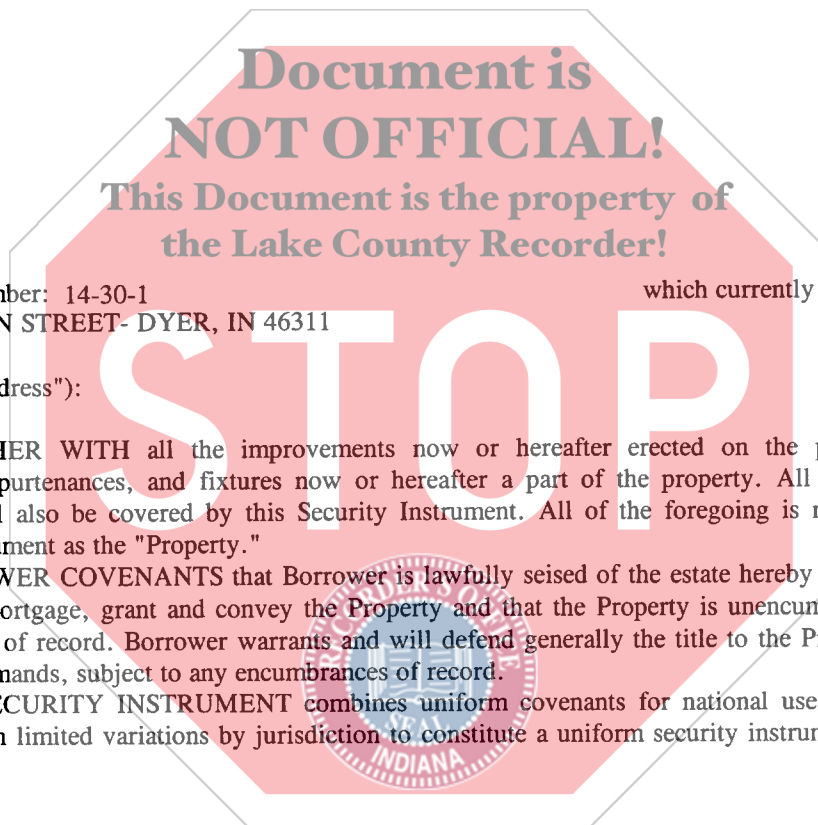 Document is
NOT OFFICIAL!
This Document is the property of
the Lake County Recorder!
ber: 14-30-1 which currently
N STREET- DYER, IN 46311
dress"):
HER WITH all the improvements now or hereafter erected on the p
purtenances, and fixtures now or hereafter a part of the property. All
l also be covered by this Security Instrument. All of the foregoing is r
ment as the "Property."
WER COVENANTS that Borrower is lawfully seised of the estate hereby
ortgage, grant and convey the Property and that the Property is unencum
of record. Borrower warrants and will defend generally the title to the P
mands, subject to any encumbrances of record.
CURITY INSTRUMENT combines uniform covenants for national use
n limited variations by jurisdiction to constitute a uniform security instrum
STOP
RECORDER'S OFFICE
SEAL
INDIANA